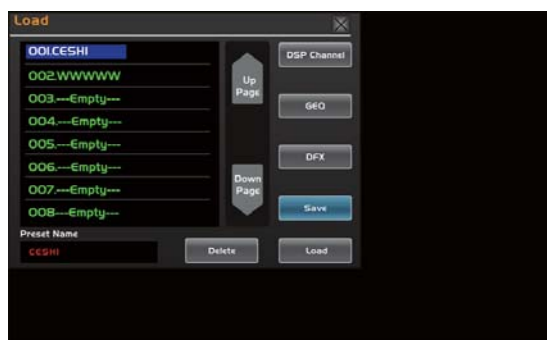 Load
001.CESHI
002.WWWWW
003.---Empty---
004.---Empty---
005.---Empty---
006.---Empty---
007.---Empty---
008---Empty---
Up
Page
Down
Page
DSP Channel
GEQ
DFX
Save
Preset Name
CESHI
Delete
Load